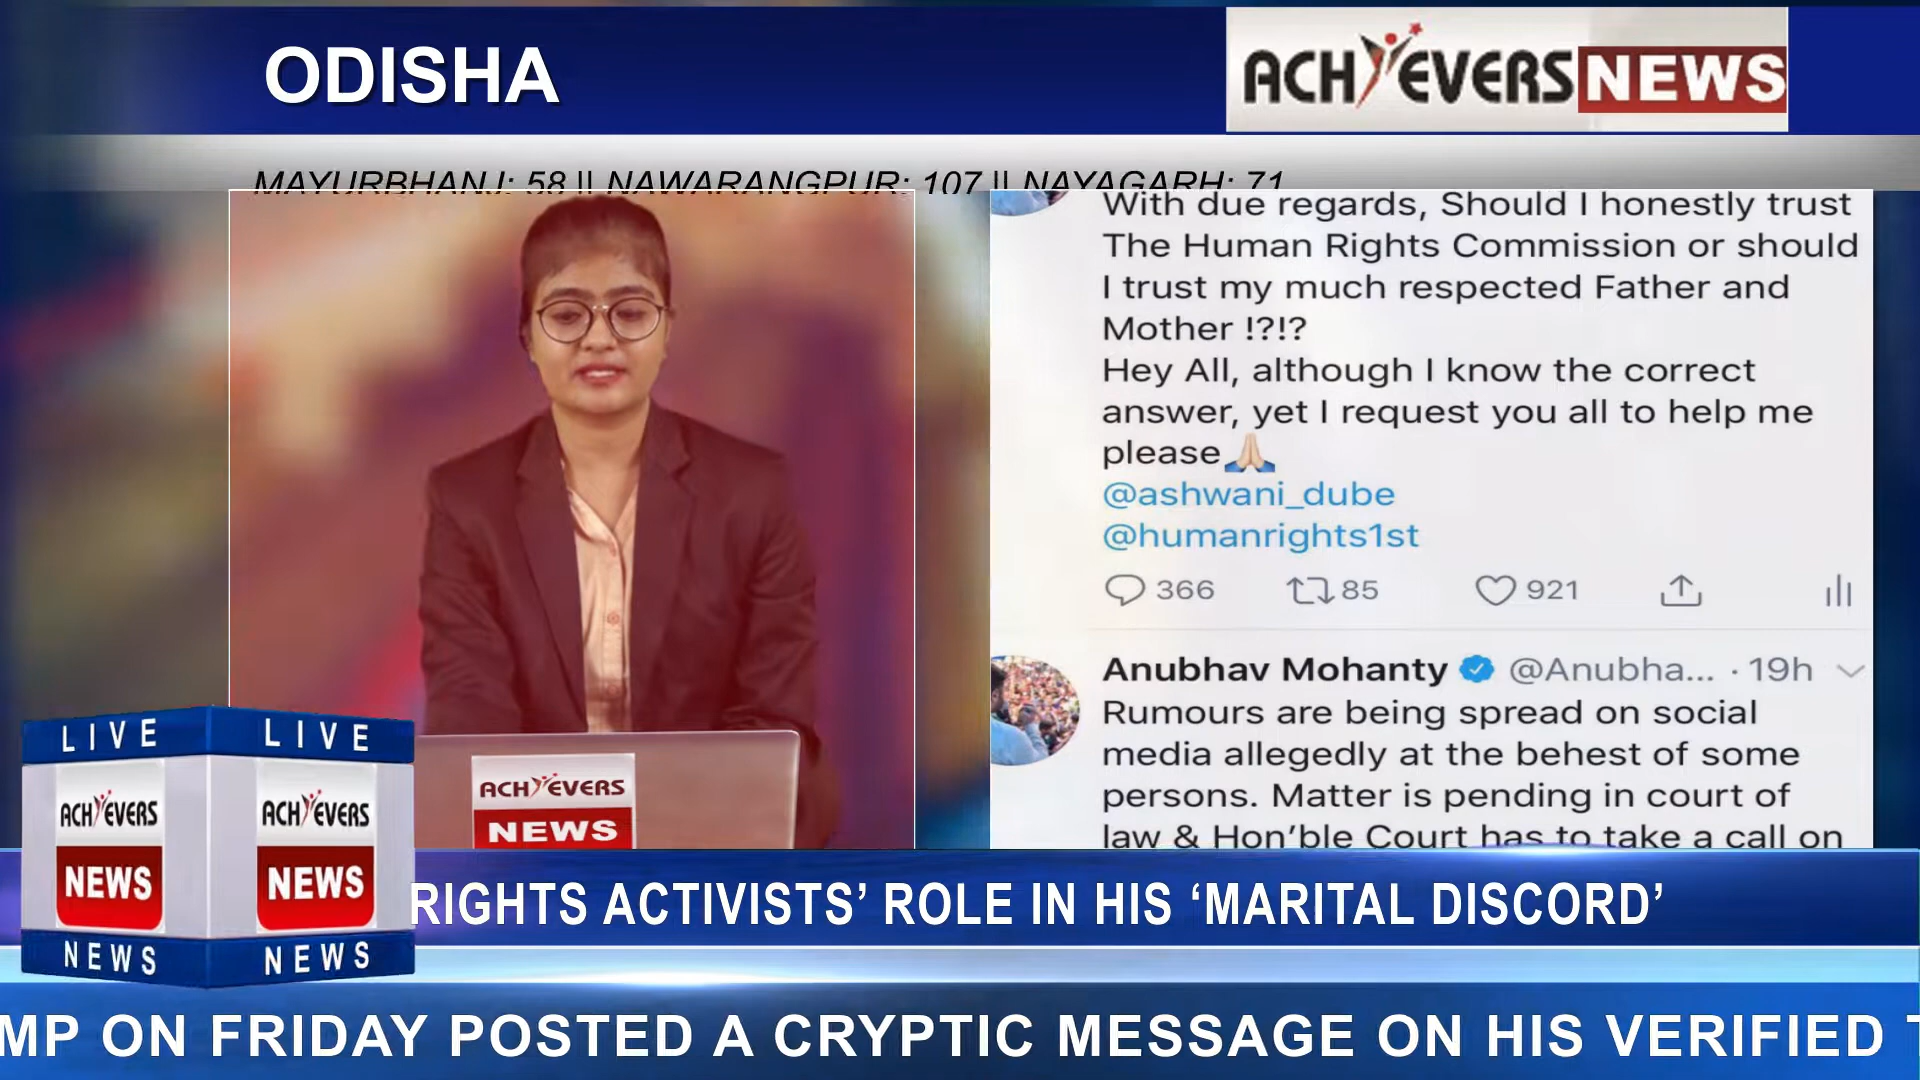 ODISHA
ACHIEVERS NEWS
MAYURBHANJ: 58 || NAWARANGPUR: 107 || NAYAGARH: 71
With due regards, Should I honestly trust
The Human Rights Commission or should
I trust my much respected Father and
Mother !?!?
Hey All, although I know the correct
answer, yet I request you all to help me
please🙏🏻
@ashwani_dube
@humanrights1st
366 85 921
Anubhav Mohanty @Anubha... · 19h
Rumours are being spread on social
media allegedly at the behest of some
persons. Matter is pending in court of
law & Hon’ble Court has to take a call on
ACHIEVERS
NEWS
LIVE LIVE
ACHIEVERS ACHIEVERS
NEWS NEWS
NEWS NEWS
RIGHTS ACTIVISTS’ ROLE IN HIS ‘MARITAL DISCORD’
MP ON FRIDAY POSTED A CRYPTIC MESSAGE ON HIS VERIFIED